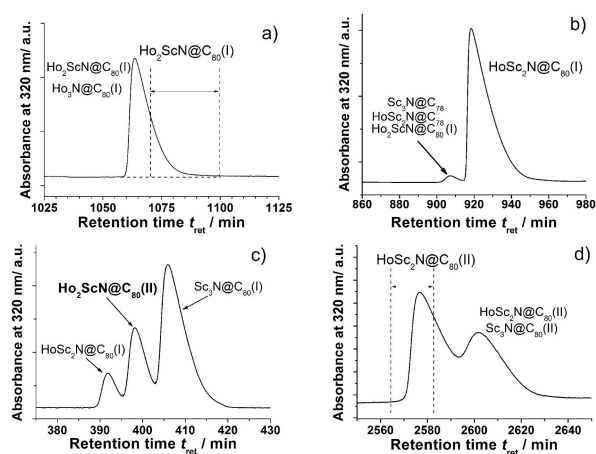 a)
Absorbance at 320 nm/ a.u.
Ho₂ScN@C₈₀(I)
Ho₂ScN@C₈₀(I)
Ho₃N@C₈₀(I)
1025 1050 1075 1100 1125
Retention time t_ret / min
b)
Absorbance at 320 nm/ a.u.
HoSc₂N@C₈₀(I)
Sc₃N@C₇₈
HoSc₂N@C₇₈
Ho₂ScN@C₈₀(I)
860 880 900 920 940 960 980
Retention time t_ret / min
c)
Absorbance at 320 nm/ a.u.
Ho₂ScN@C₈₀(II)
Sc₃N@C₈₀(I)
HoSc₂N@C₈₀(I)
380 390 400 410 420 430
Retention time t_ret / min
d)
Absorbance at 320 nm/ a.u.
HoSc₂N@C₈₀(II)
HoSc₂N@C₈₀(II)
Sc₃N@C₈₀(II)
2560 2580 2600 2620 2640
Retention time t_ret / min